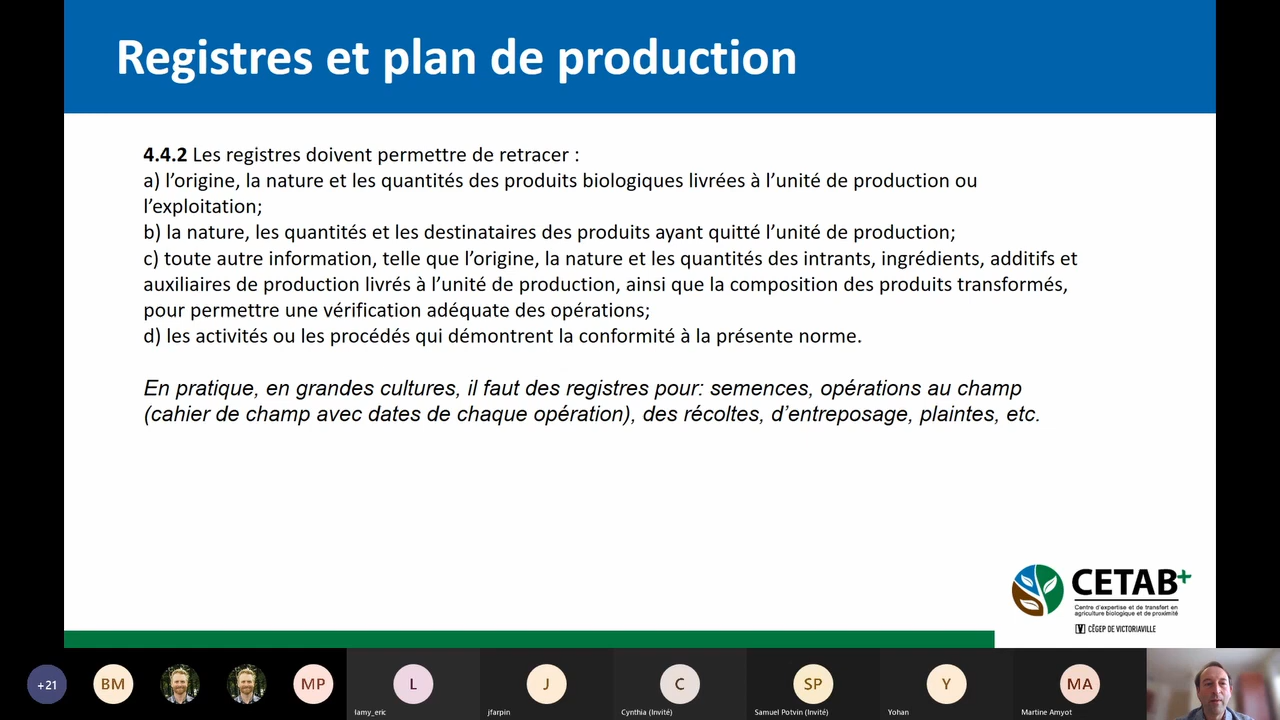 Registres et plan de production
4.4.2 Les registres doivent permettre de retracer :
a) l’origine, la nature et les quantités des produits biologiques livrées à l’unité de production ou
l’exploitation;
b) la nature, les quantités et les destinataires des produits ayant quitté l’unité de production;
c) toute autre information, telle que l’origine, la nature et les quantités des intrants, ingrédients, additifs et
auxiliaires de production livrés à l’unité de production, ainsi que la composition des produits transformés,
pour permettre une vérification adéquate des opérations;
d) les activités ou les procédés qui démontrent la conformité à la présente norme.
En pratique, en grandes cultures, il faut des registres pour: semences, opérations au champ
(cahier de champ avec dates de chaque opération), des récoltes, d’entreposage, plaintes, etc.
CETAB+
Centre d'expertise et de transfert en
agriculture biologique et de proximité
CÉGEP DE VICTORIAVILLE
+21
BM
MP
L
J
C
SP
Y
MA
lamy_eric
jfarpin
Cynthia (Invité)
Samuel Potvin (Invité)
Yohan
Martine Amyot